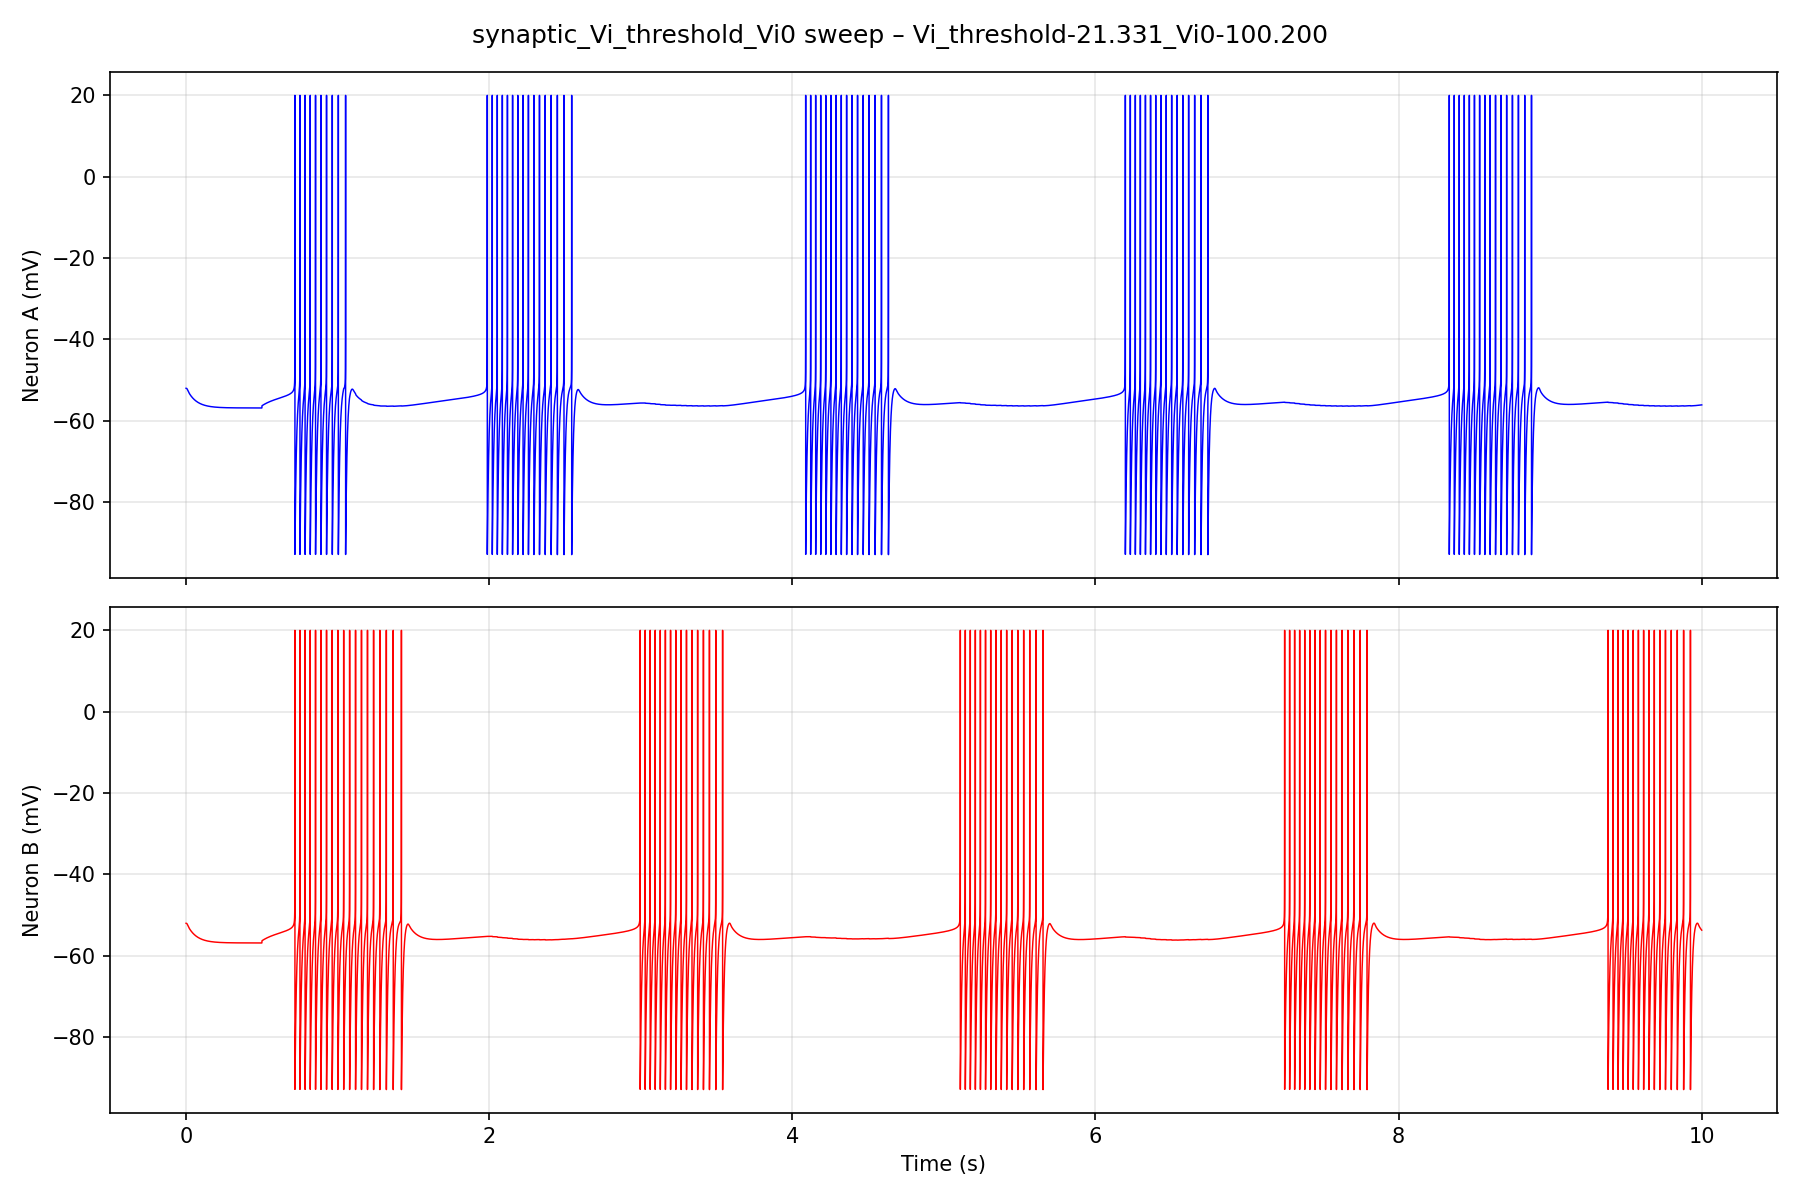 synaptic_Vi_threshold_Vi0 sweep – Vi_threshold-21.331_Vi0-100.200
20
0
−20
−40
−60
−80
Neuron A (mV)
20
0
−20
−40
−60
−80
Neuron B (mV)
0 2 4 6 8 10
Time (s)